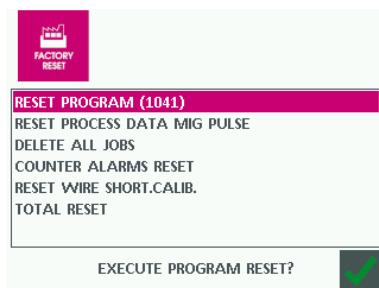 FACTORY
RESET
RESET PROGRAM (1041)
RESET PROCESS DATA MIG PULSE
DELETE ALL JOBS
COUNTER ALARMS RESET
RESET WIRE SHORT.CALIB.
TOTAL RESET
EXECUTE PROGRAM RESET?